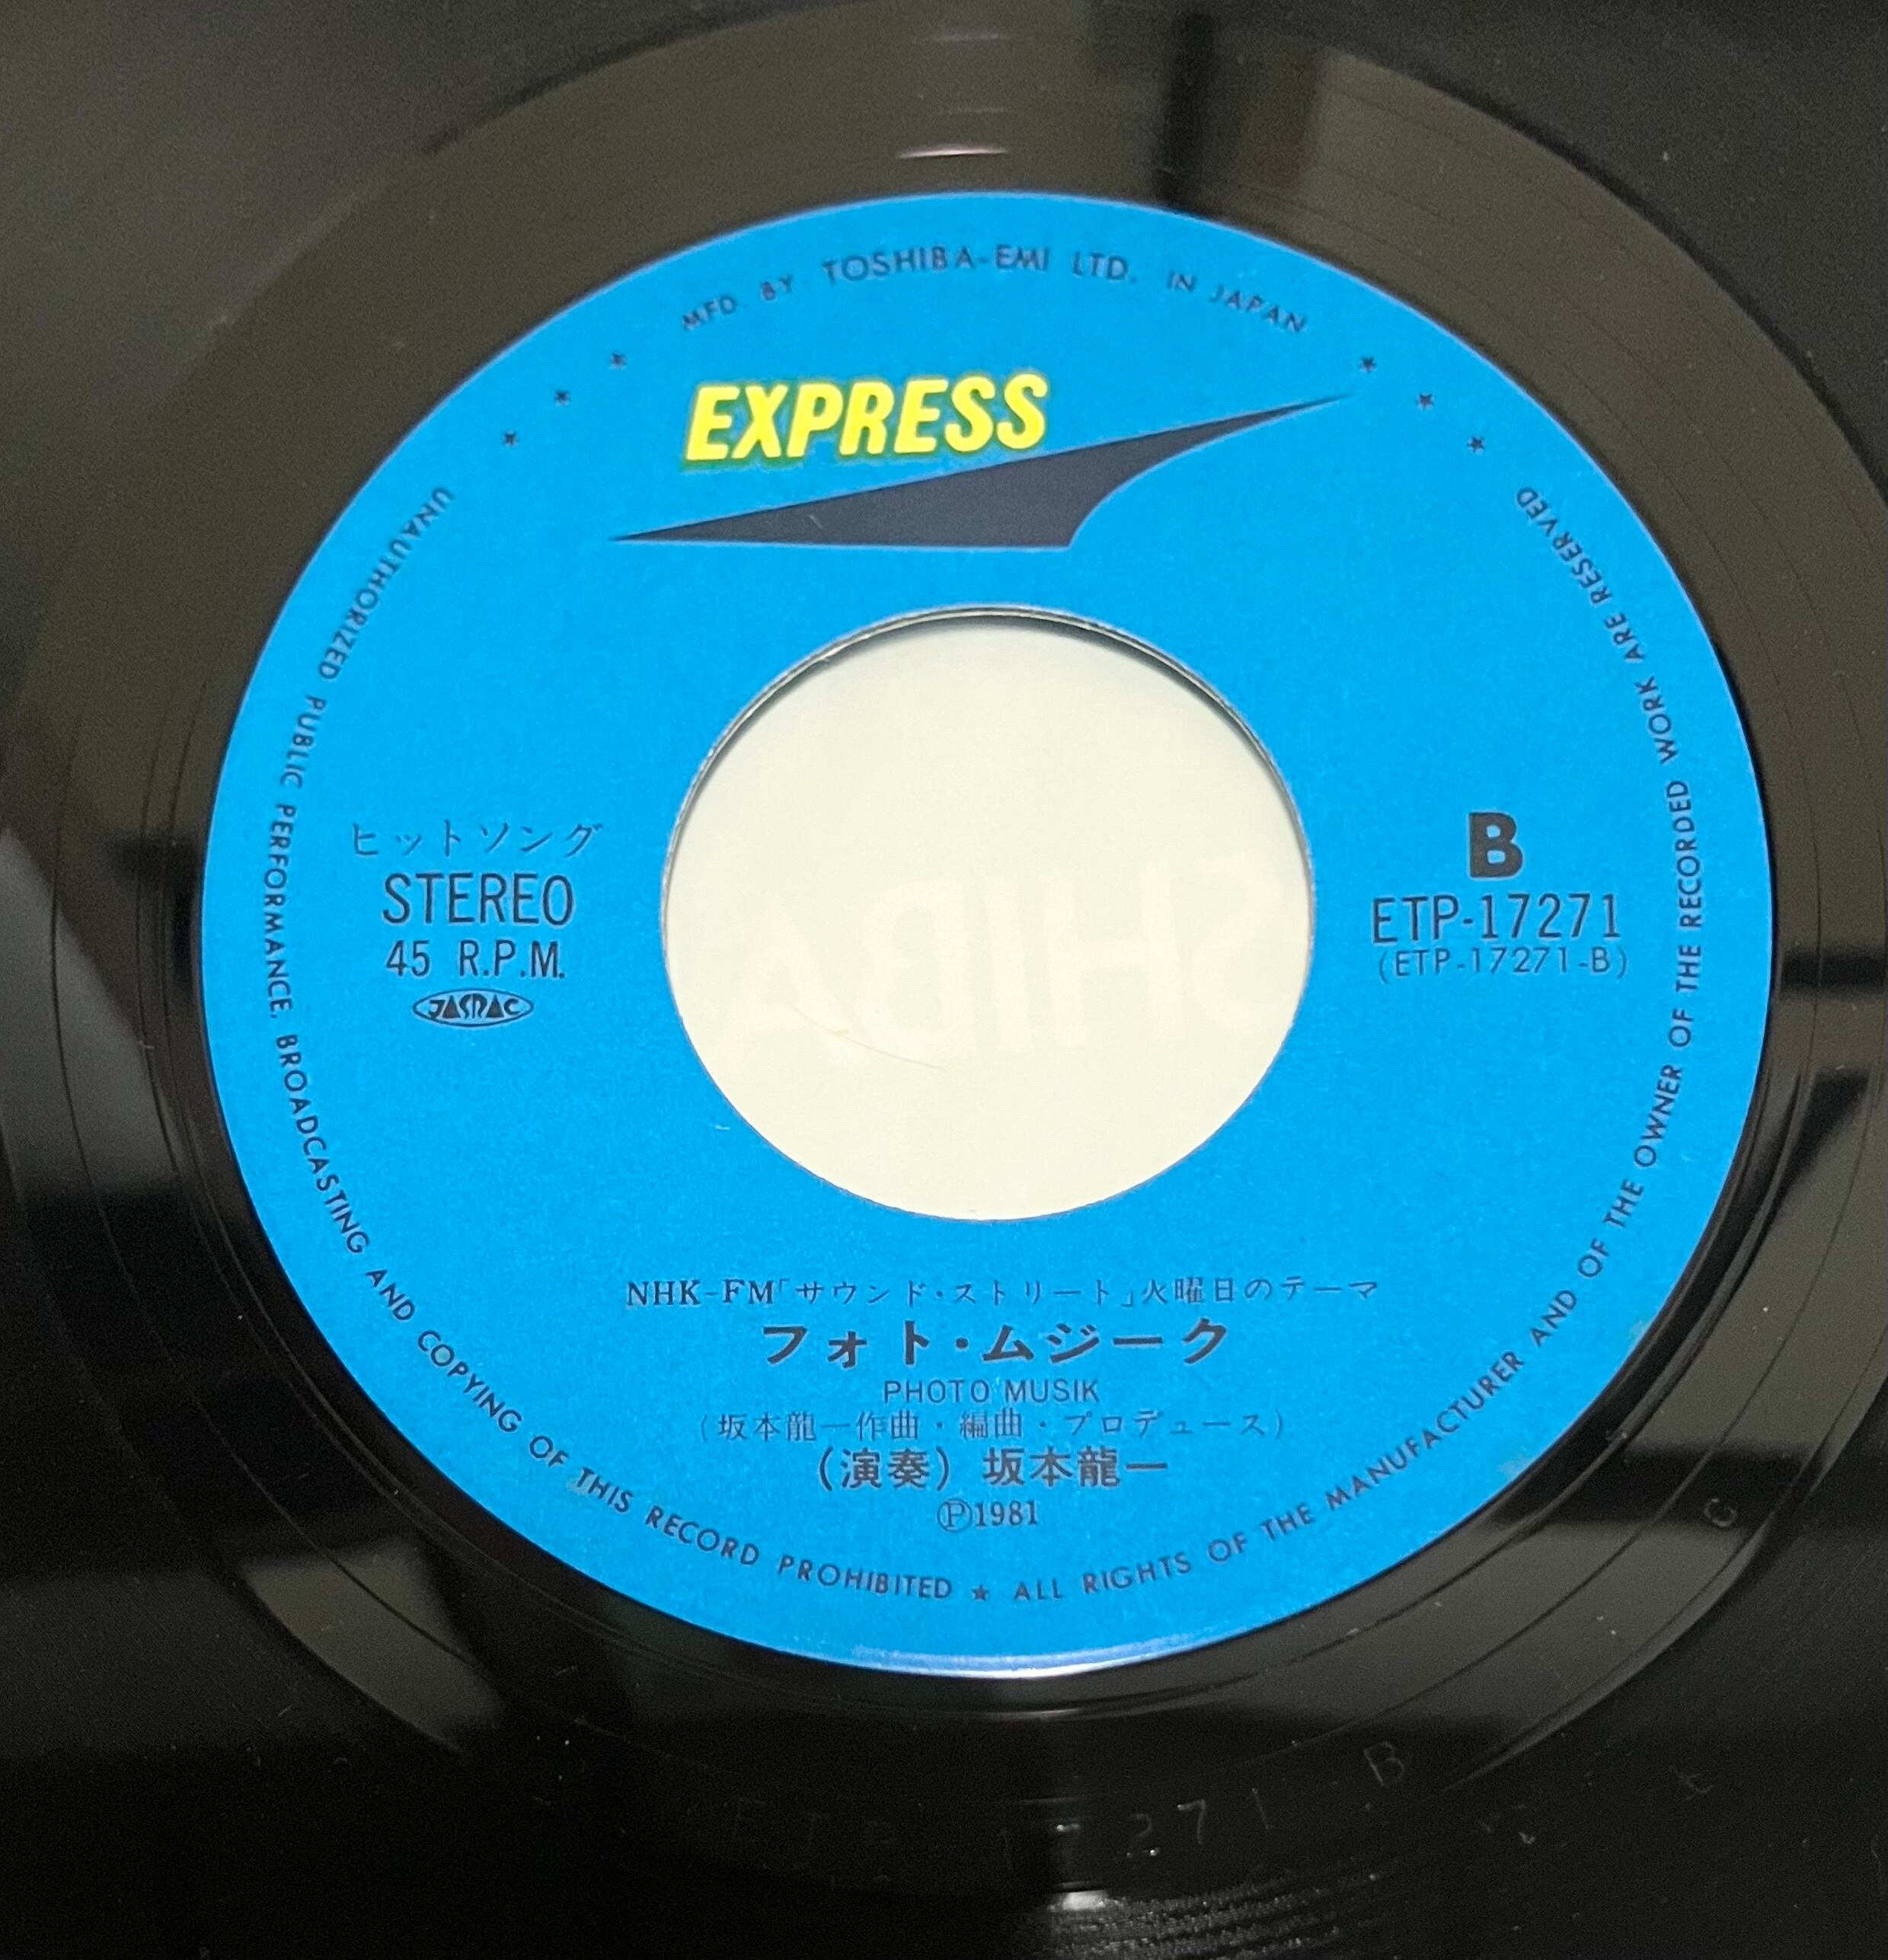 MFD. BY TOSHIBA-EMI LTD. IN JAPAN
EXPRESS
ヒットソング
STEREO
45 R.P.M.
JASRAC
B
ETP-17271
(ETP-17271-B)
NHK-FM「サウンド・ストリート」火曜日のテーマ
フォト・ムジーク
PHOTO MUSIK
(坂本龍一作曲・編曲・プロデュース)
(演奏) 坂本龍一
Ⓟ1981
UNAUTHORIZED PUBLIC PERFORMANCE, BROADCASTING AND COPYING OF THIS RECORD PROHIBITED ★ ALL RIGHTS OF THE MANUFACTURER AND OF THE OWNER OF THE RECORDED WORK ARE RESERVED
ETP 17271 B